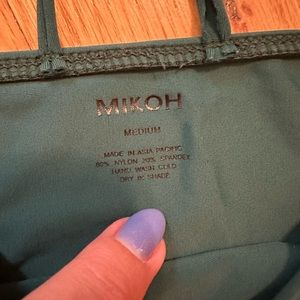 MIKOH
MEDIUM
MADE IN ASIA PACIFIC
80% NYLON 20% SPANDEX
HAND WASH COLD
DRY IN SHADE